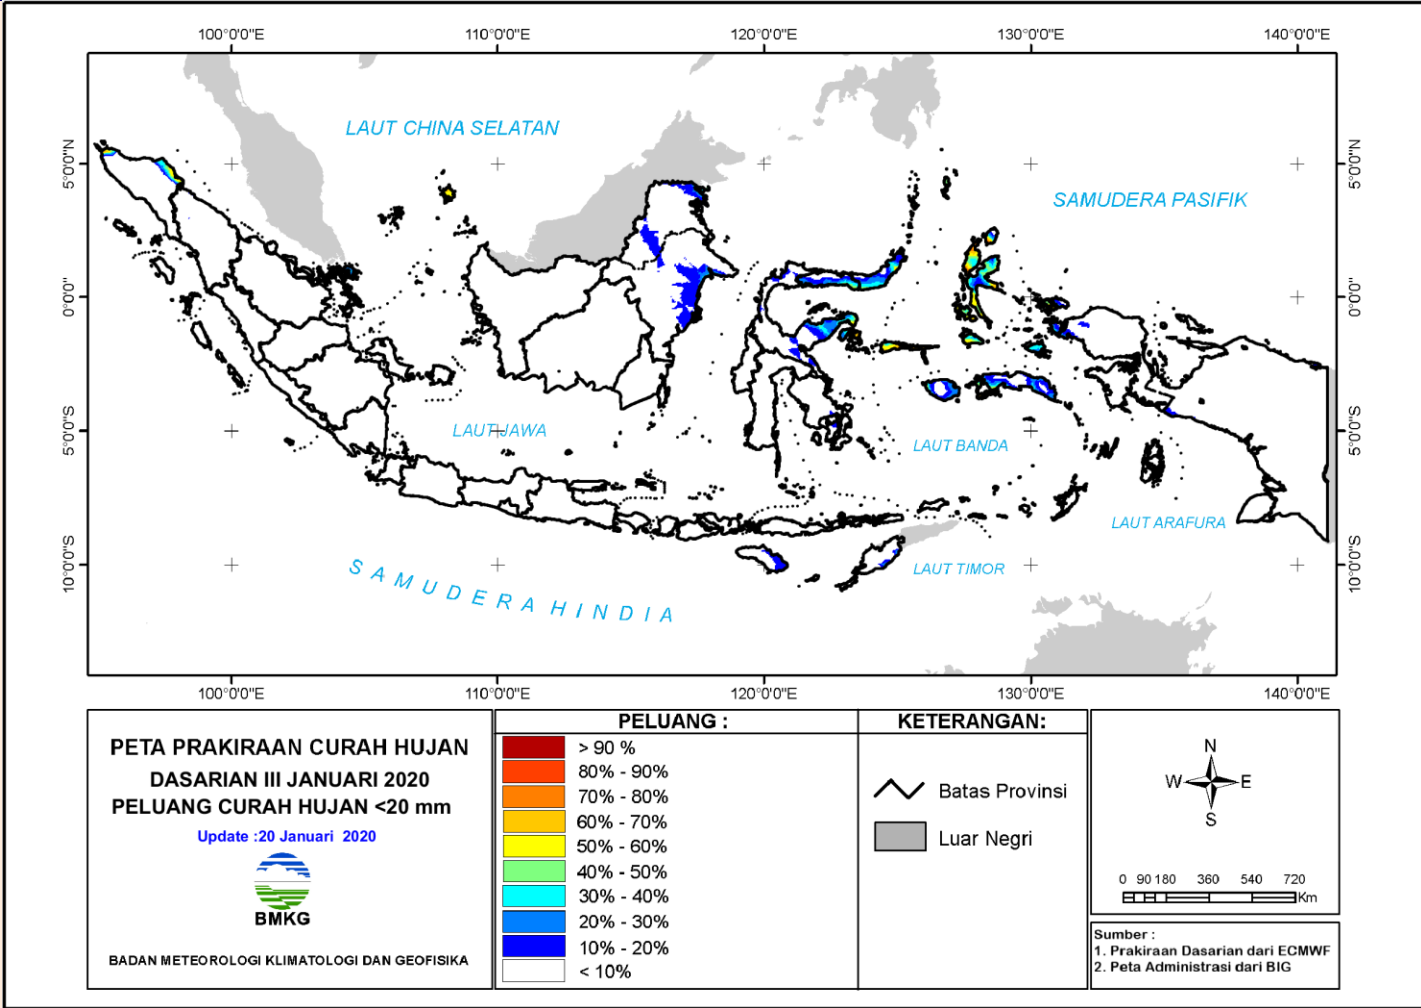 100°0'0"E 110°0'0"E 120°0'0"E 130°0'0"E 140°0'0"E
LAUT CHINA SELATAN
5°0'0"N 5°0'0"N
SAMUDERA PASIFIK
0°0'0" 0°0'0"
5°0'0"S 5°0'0"S
LAUT JAWA
LAUT BANDA
LAUT ARAFURA
10°0'0"S 10°0'0"S
LAUT TIMOR
SAMUDERA HINDIA
100°0'0"E 110°0'0"E 120°0'0"E 130°0'0"E 140°0'0"E
PETA PRAKIRAAN CURAH HUJAN
DASARIAN III JANUARI 2020
PELUANG CURAH HUJAN <20 mm
Update :20 Januari 2020
BMKG
BADAN METEOROLOGI KLIMATOLOGI DAN GEOFISIKA
PELUANG :
> 90 %
80% - 90%
70% - 80%
60% - 70%
50% - 60%
40% - 50%
30% - 40%
20% - 30%
10% - 20%
< 10%
KETERANGAN:
Batas Provinsi
Luar Negri
N
W E
S
0 90 180 360 540 720
Km
Sumber :
1. Prakiraan Dasarian dari ECMWF
2. Peta Administrasi dari BIG